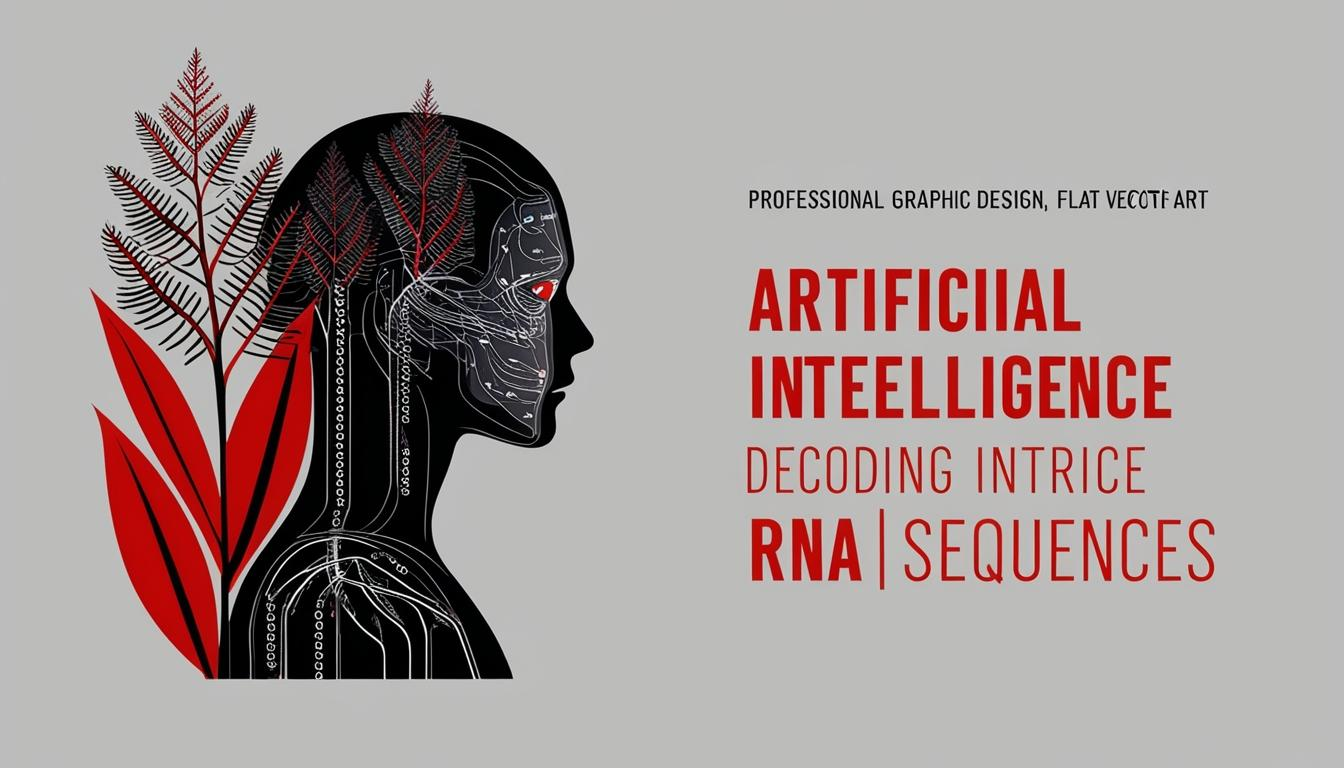 PROFESSIONAL GRAPHIC DESIGN, FLAT VECOTF ART
ARTIFICIIAL
INTEELLIGENCE
DECODING INTRICE
RNA | SEQUENCES